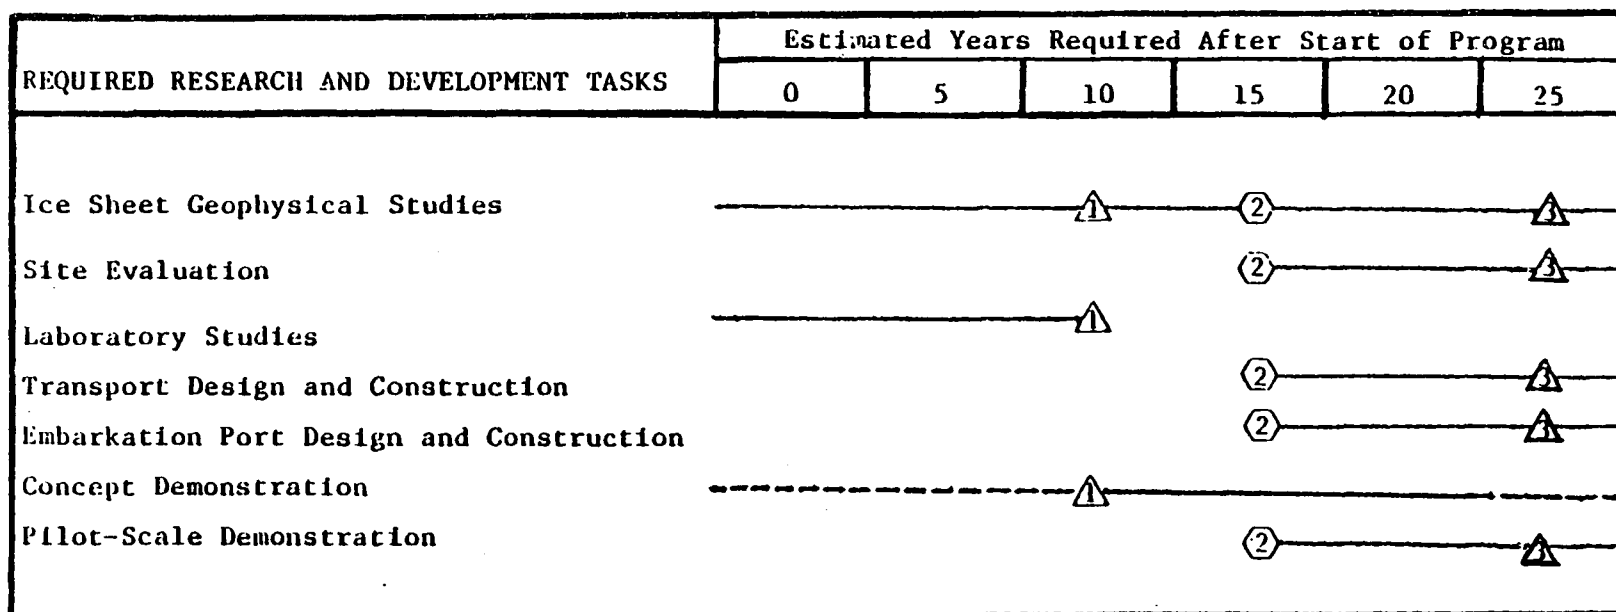 Estimated Years Required After Start of Program
REQUIRED RESEARCH AND DEVELOPMENT TASKS
0 5 10 15 20 25
Ice Sheet Geophysical Studies 1 2 3
Site Evaluation 2 3
Laboratory Studies 1
Transport Design and Construction 2 3
Embarkation Port Design and Construction 2 3
Concept Demonstration 1
Pilot-Scale Demonstration 2 3